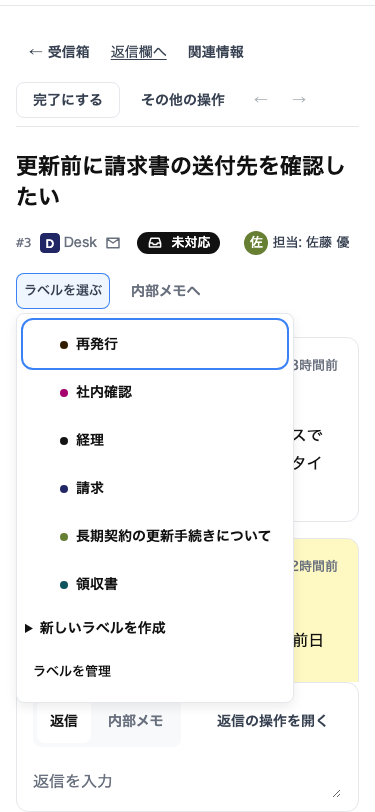 ← 受信箱 返信欄へ 関連情報
完了にする その他の操作 ← →
更新前に請求書の送付先を確認し
たい
#3 D Desk 未対応 佐 担当: 佐藤 優
ラベルを選ぶ 内部メモへ
再発行
3時間前
社内確認
スで
経理
タイ
請求
長期契約の更新手続きについて
2時間前
領収書
新しいラベルを作成
前日
ラベルを管理
返信 内部メモ 返信の操作を開く
返信を入力